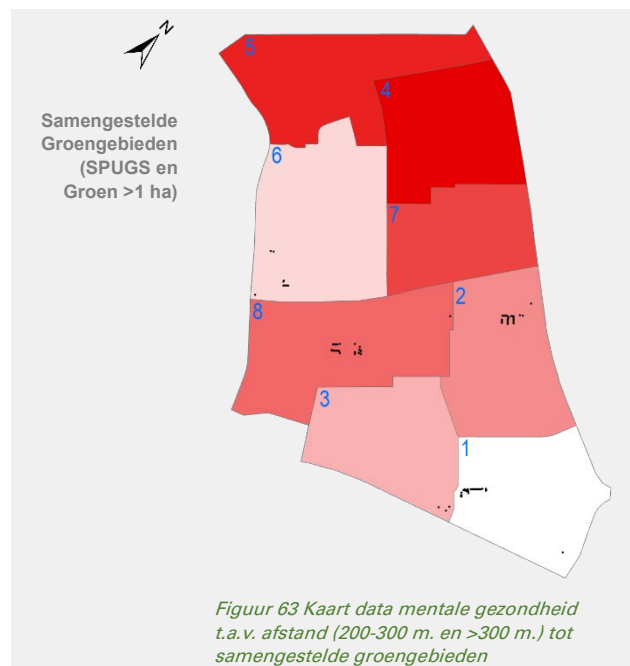 N
Samengestelde
Groengebieden
(SPUGS en
Groen >1 ha)
5
4
6
7
2
8
3
1
Figuur 63 Kaart data mentale gezondheid
t.a.v. afstand (200-300 m. en >300 m.) tot
samengestelde groengebieden